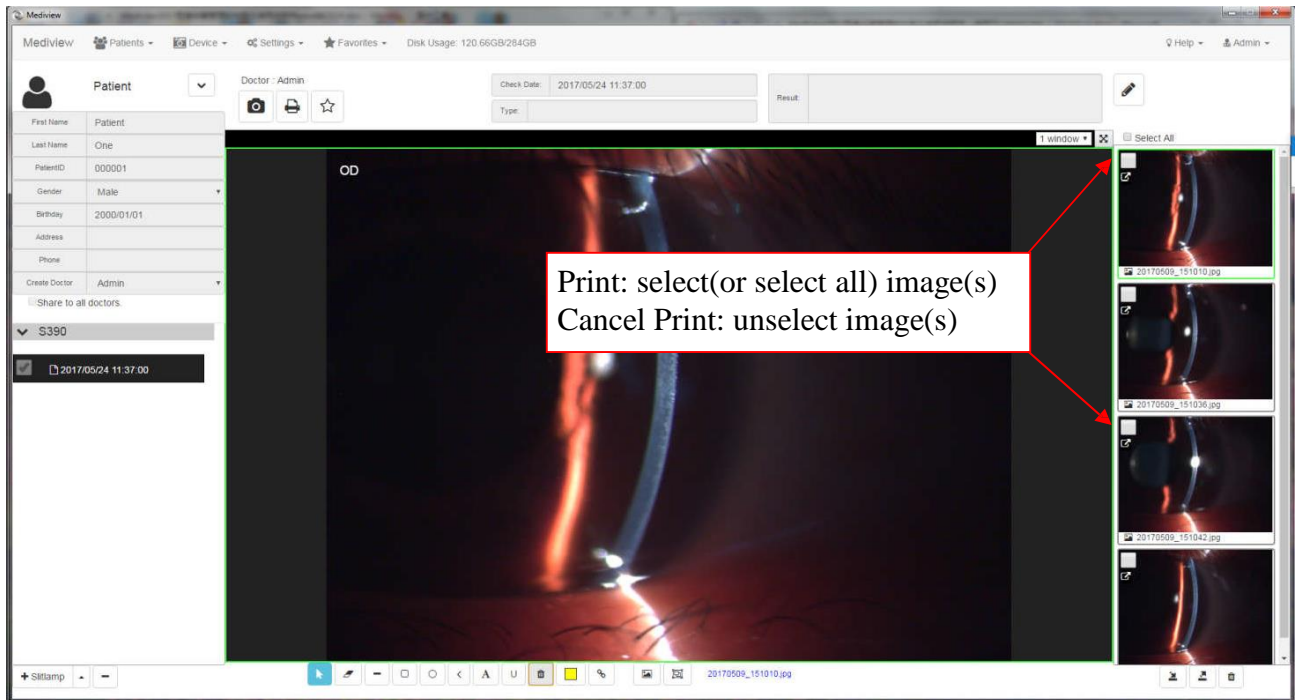 Mediview
Mediview Patients Device Settings Favorites Disk Usage: 120.66GB/284GB Help Admin
Patient
Doctor : Admin
Check Date: 2017/05/24 11:37:00
Type:
Result:
First Name Patient
Last Name One
PatientID 000001
Gender Male
Birthday 2000/01/01
Address
Phone
Create Doctor Admin
Share to all doctors.
S390
2017/05/24 11:37:00
1 window
Select All
OD
Print: select(or select all) image(s)
Cancel Print: unselect image(s)
20170509_151010.jpg
20170509_151036.jpg
20170509_151042.jpg
+ Slitlamp
A U
20170509_151010.jpg